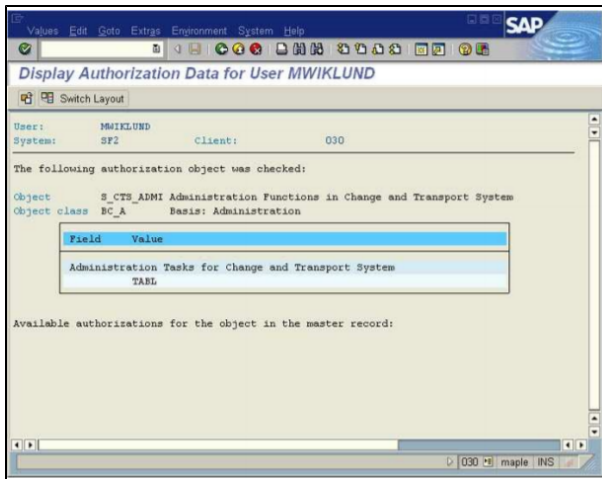 Values Edit Goto Extras Environment System Help
SAP
Display Authorization Data for User MWIKLUND
Switch Layout
User: MWIKLUND
System: SF2 Client: 030
The following authorization object was checked:
Object S_CTS_ADMI Administration Functions in Change and Transport System
Object class BC_A Basis: Administration
Field Value
Administration Tasks for Change and Transport System
TABL
Available authorizations for the object in the master record:
030 maple INS